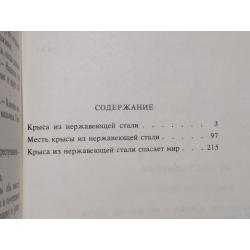 СОДЕРЖАНИЕ
Крыса из нержавеющей стали . . . . . . . 3
Месть крысы из нержавеющей стали . . . . . 97
Крыса из нержавеющей стали спасает мир . . . 215